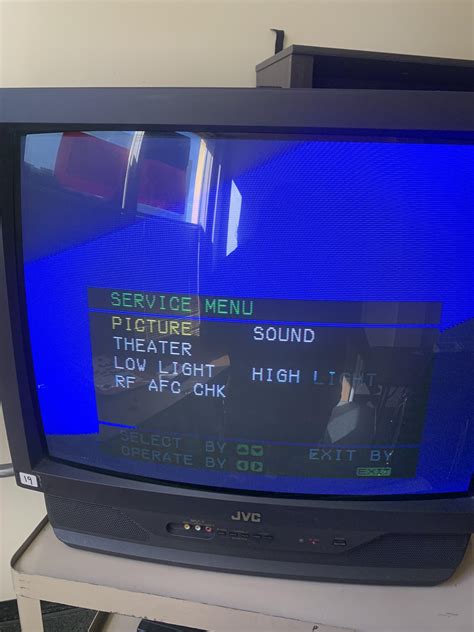 SERVICE MENU
PICTURE SOUND
THEATER
LOW LIGHT HIGH LIGHT
RF AFC CHK
SELECT BY ▲▼ EXIT BY
OPERATE BY ◀▶ EXIT
19
JVC